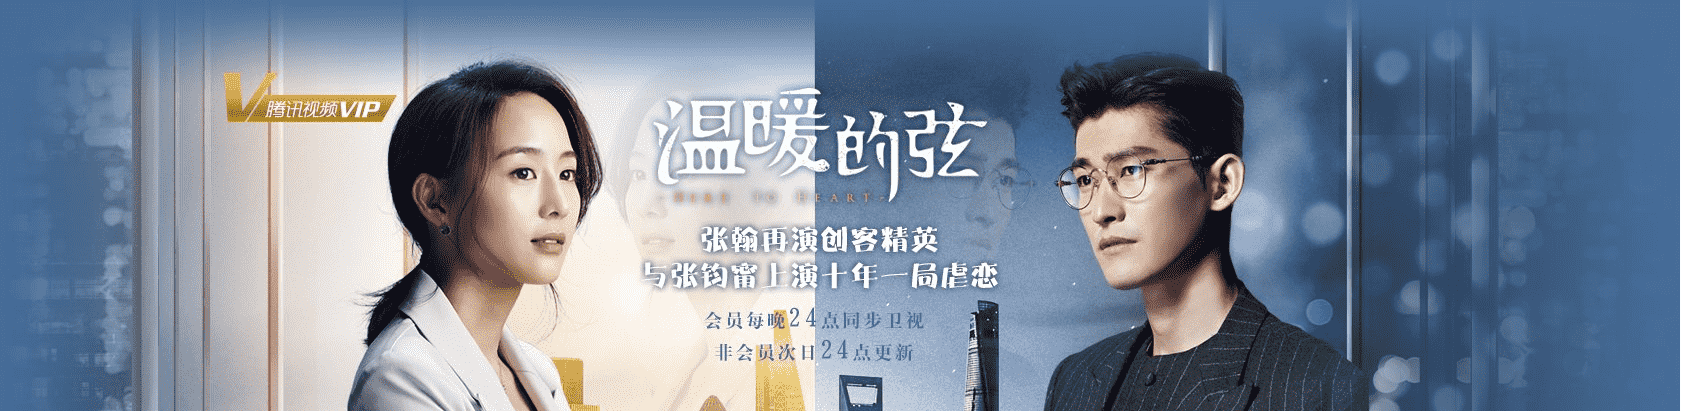 腾讯视频VIP
温暖的弦
HERE TO HEART
张翰再演创客精英
与张钧甯上演十年一局虐恋
会员每晚24点同步卫视
非会员次日24点更新